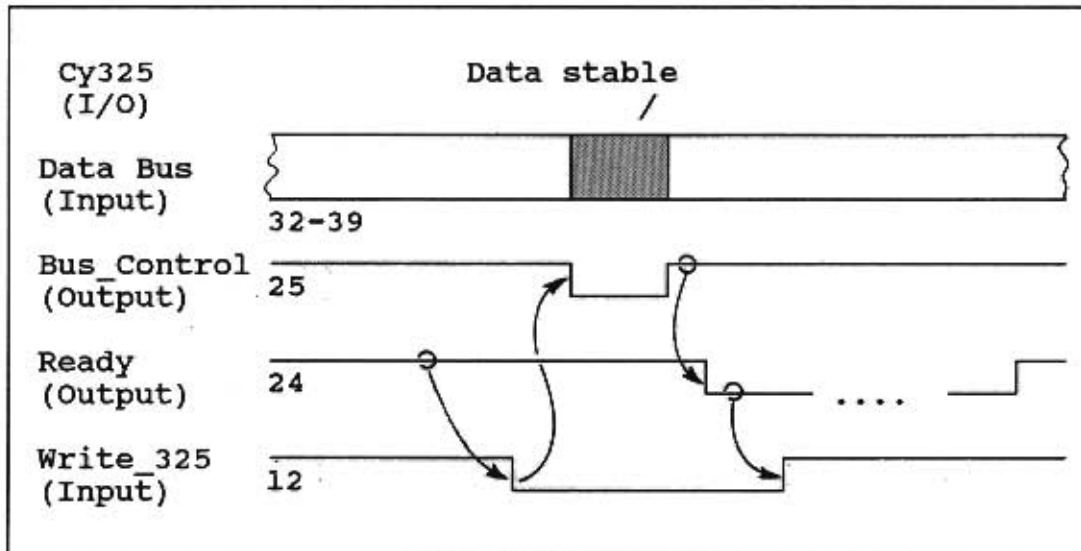 Cy325
(I/O)
Data stable
Data Bus
(Input)
32-39
Bus_Control
(Output)
25
Ready
(Output)
24
....
Write_325
(Input)
12